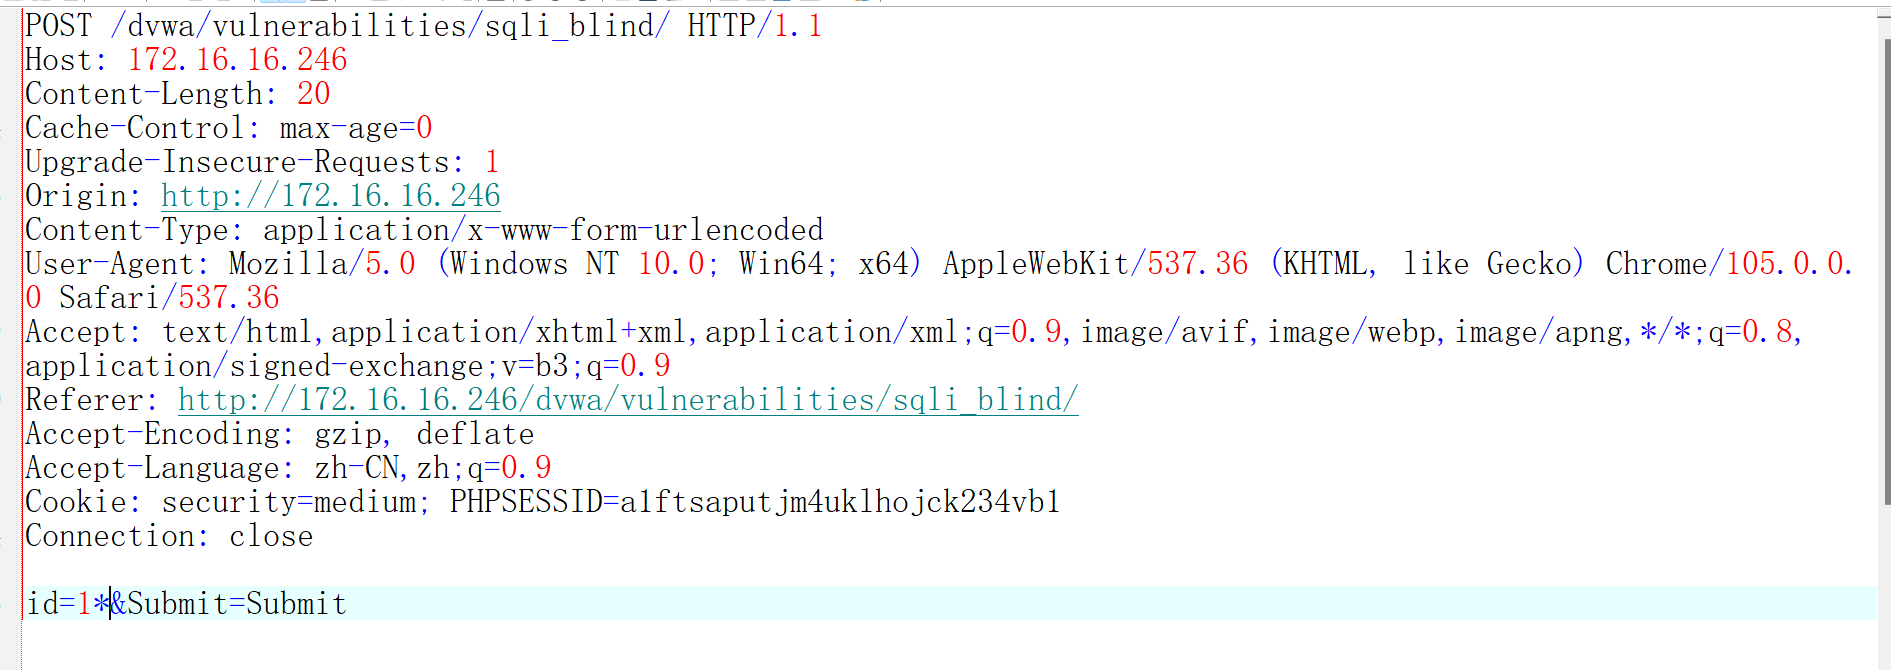 POST /dvwa/vulnerabilities/sqli_blind/ HTTP/1.1
Host: 172.16.16.246
Content-Length: 20
Cache-Control: max-age=0
Upgrade-Insecure-Requests: 1
Origin: http://172.16.16.246
Content-Type: application/x-www-form-urlencoded
User-Agent: Mozilla/5.0 (Windows NT 10.0; Win64; x64) AppleWebKit/537.36 (KHTML, like Gecko) Chrome/105.0.0.
0 Safari/537.36
Accept: text/html,application/xhtml+xml,application/xml;q=0.9,image/avif,image/webp,image/apng,*/*;q=0.8,
application/signed-exchange;v=b3;q=0.9
Referer: http://172.16.16.246/dvwa/vulnerabilities/sqli_blind/
Accept-Encoding: gzip, deflate
Accept-Language: zh-CN,zh;q=0.9
Cookie: security=medium; PHPSESSID=a1ftsaputjm4uklhojck234vb1
Connection: close
id=1*&Submit=Submit